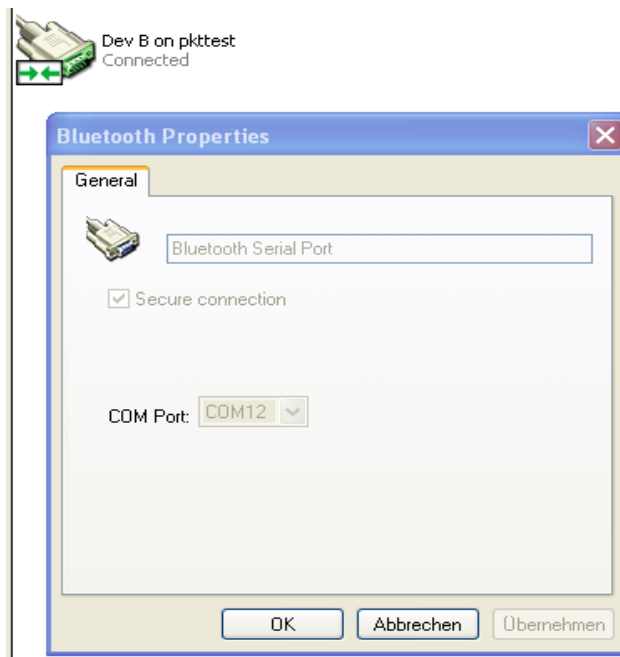 Dev B on pkttest
Connected
Bluetooth Properties
General
Bluetooth Serial Port
Secure connection
COM Port: COM12
OK Abbrechen Übernehmen